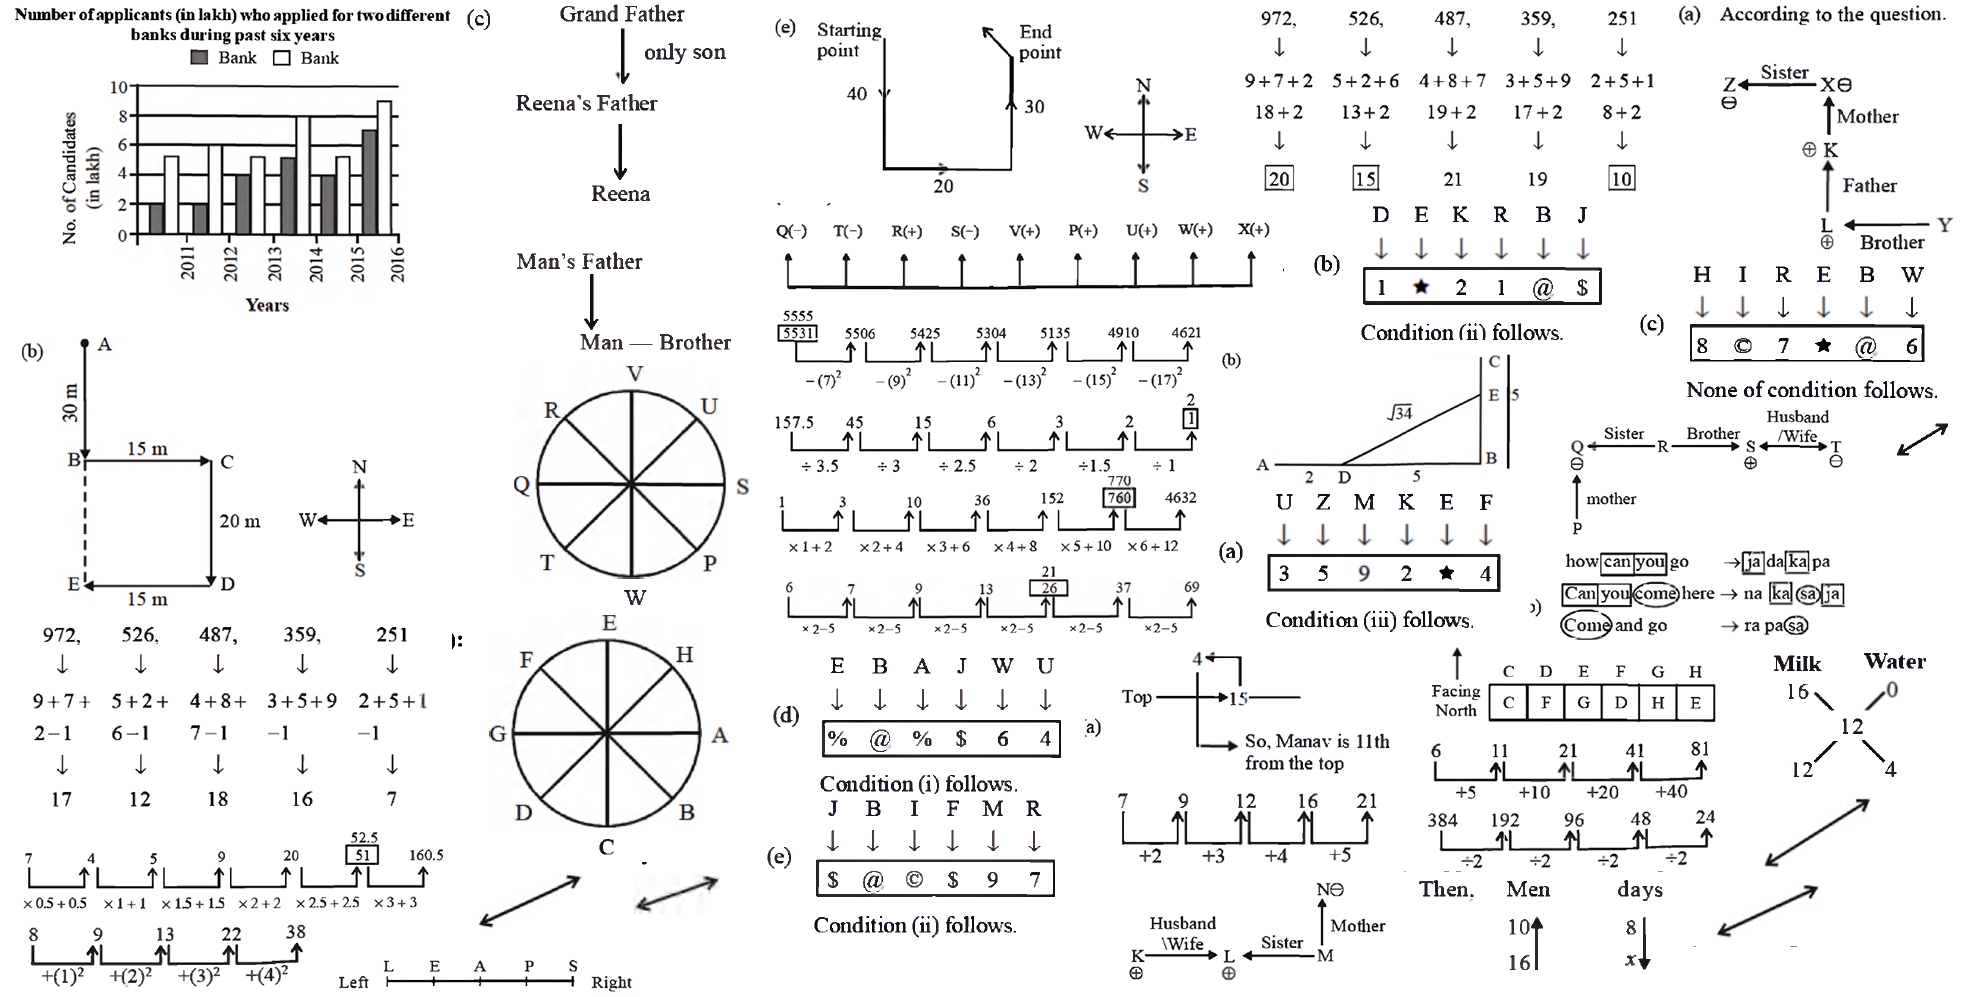 Number of applicants (in lakh) who applied for two different
banks during past six years
Bank Bank
No. of Candidates
(in lakh)
10
8
6
4
2
0
2011 2012 2013 2014 2015 2016
Years
(b)
A
30 m
B 15 m C
20 m
E 15 m D
N
W E
S
972, 526, 487, 359, 251
↓ ↓ ↓ ↓ ↓
9+7+ 5+2+ 4+8+ 3+5+9 2+5+1
2−1 6−1 7−1 −1 −1
↓ ↓ ↓ ↓ ↓
17 12 18 16 7
52.5
7 4 5 9 20 51 160.5
×0.5+0.5 ×1+1 ×1.5+1.5 ×2+2 ×2.5+2.5 ×3+3
8 9 13 22 38
+(1)² +(2)² +(3)² +(4)²
L E A P S
Left Right
(c)
Grand Father
only son
Reena's Father
Reena
Man's Father
Man — Brother
V
R U
Q S
T P
W
):
E
F H
G A
D B
C
(e)
Starting
point
End
point
40
30
20
N
W E
S
Q(−) T(−) R(+) S(−) V(+) P(+) U(+) W(+) X(+)
5555
5531 5506 5425 5304 5135 4910 4621
−(7)² −(9)² −(11)² −(13)² −(15)² −(17)²
(b)
2
157.5 45 15 6 3 2 1
÷3.5 ÷3 ÷2.5 ÷2 ÷1.5 ÷1
770
1 3 10 36 152 760 4632
×1+2 ×2+4 ×3+6 ×4+8 ×5+10 ×6+12
21
6 7 9 13 26 37 69
×2−5 ×2−5 ×2−5 ×2−5 ×2−5 ×2−5
E B A J W U
↓ ↓ ↓ ↓ ↓ ↓
(d) % @ % $ 6 4
Condition (i) follows.
J B I F M R
↓ ↓ ↓ ↓ ↓ ↓
(e) $ @ © $ 9 7
Condition (ii) follows.
972, 526, 487, 359, 251
↓ ↓ ↓ ↓ ↓
9+7+2 5+2+6 4+8+7 3+5+9 2+5+1
18+2 13+2 19+2 17+2 8+2
↓ ↓ ↓ ↓ ↓
20 15 21 19 10
D E K R B J
↓ ↓ ↓ ↓ ↓ ↓
(b) 1 ★ 2 1 @ $
Condition (ii) follows.
C
√34 E 5
A 2 D 5 B
U Z M K E F
↓ ↓ ↓ ↓ ↓ ↓
(a) 3 5 9 2 ★ 4
Condition (iii) follows.
a)
4
Top 15
So, Manav is 11th
from the top
7 9 12 16 21
+2 +3 +4 +5
N⊖
Mother
Husband
\Wife
Sister
K L M
⊕ ⊕
(a) According to the question.
Z Sister X⊖
⊖
Mother
⊕ K
Father
L Y
⊕ Brother
H I R E B W
↓ ↓ ↓ ↓ ↓ ↓
(c) 8 © 7 ★ @ 6
None of condition follows.
Husband
/Wife
Q Sister R Brother S T
⊖ ⊕ ⊖
mother
P
how can you go → ja da ka pa
Can you come here → na ka sa ja
Come and go → ra pa sa
Facing
North
C D E F G H
C F G D H E
6 11 21 41 81
+5 +10 +20 +40
384 192 96 48 24
÷2 ÷2 ÷2 ÷2
Milk Water
16 0
12
12 4
Then, Men days
10 8
16 x